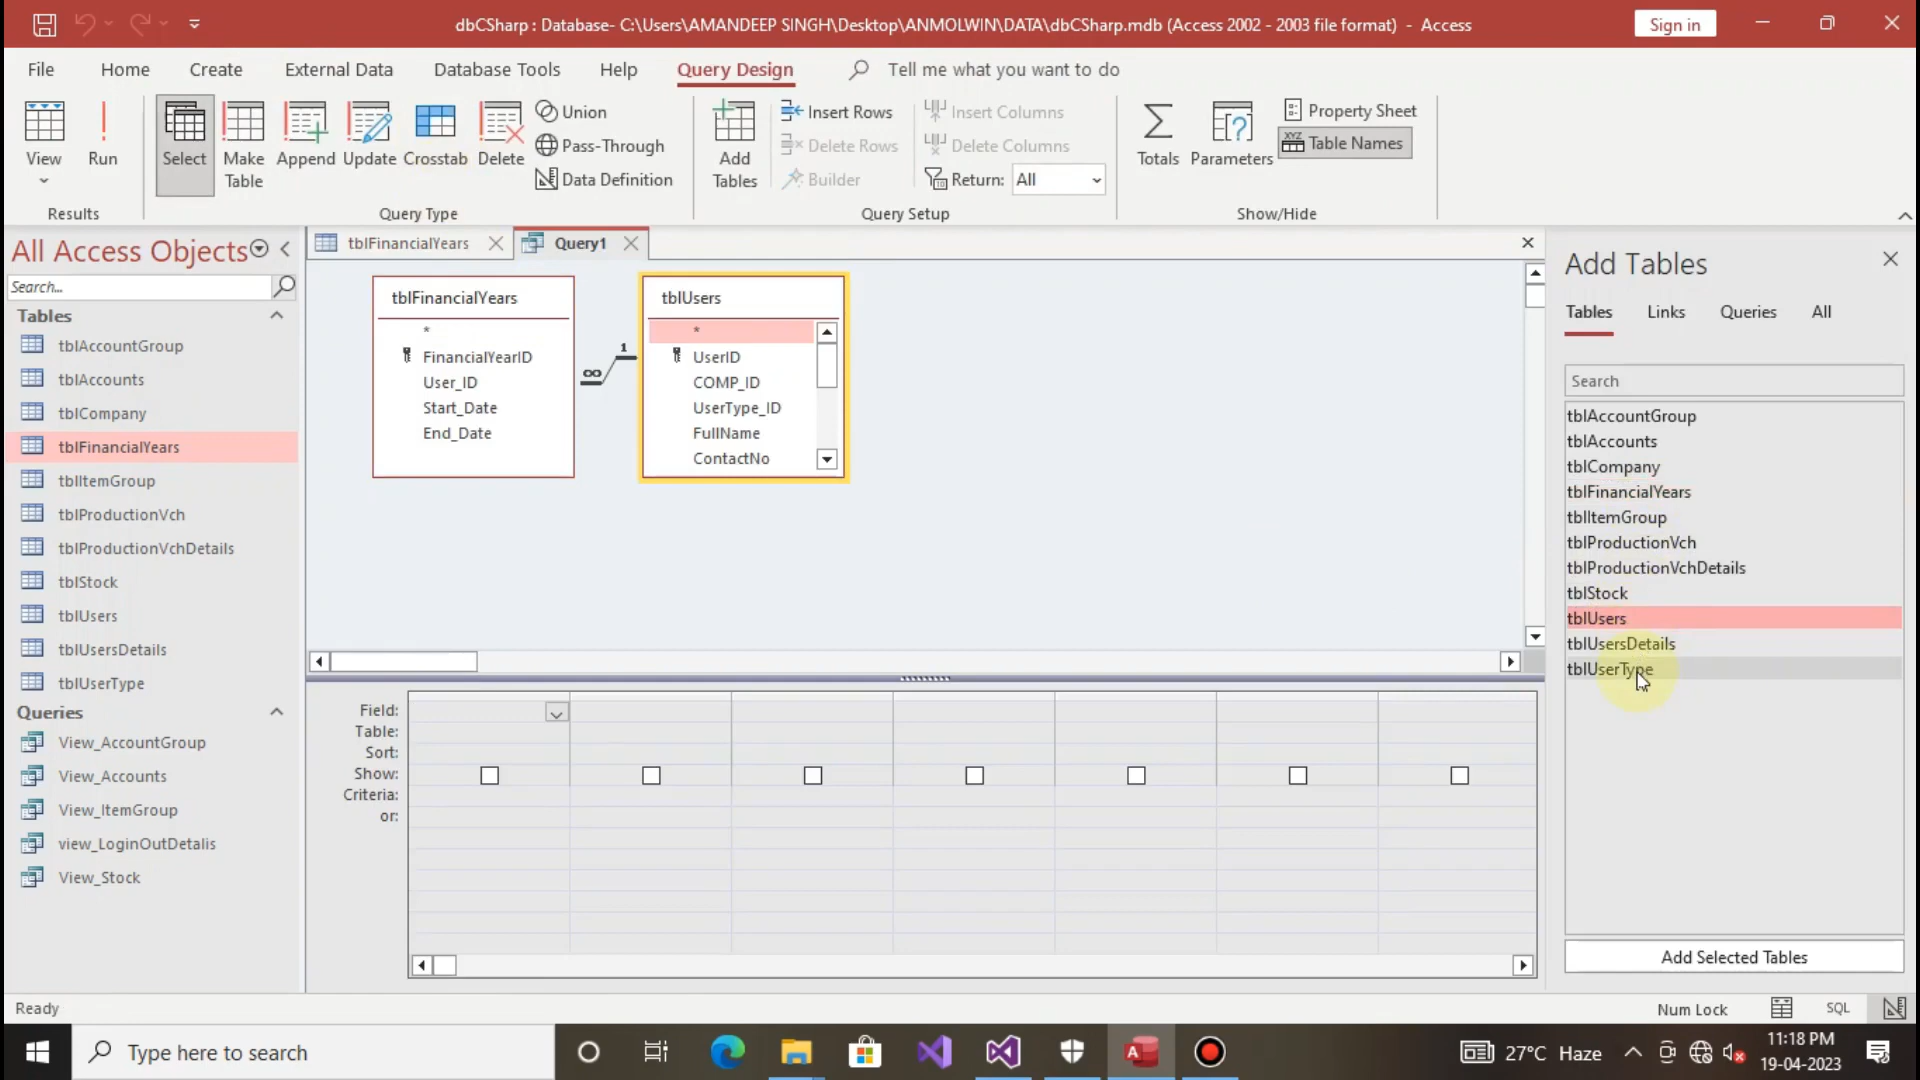 dbCSharp : Database- C:\Users\AMANDEEP SINGH\Desktop\ANMOLWIN\DATA\dbCSharp.mdb (Access 2002 - 2003 file format) - Access
Sign in
File Home Create External Data Database Tools Help Query Design Tell me what you want to do
View
Run
Results
Select
Make Table
Append
Update
Crosstab
Delete
Union
Pass-Through
Data Definition
Query Type
Add Tables
Insert Rows
Delete Rows
Builder
Insert Columns
Delete Columns
Return: All
Query Setup
Totals
Parameters
Property Sheet
XYZ Table Names
Show/Hide
All Access Objects
Search...
Tables
tblAccountGroup
tblAccounts
tblCompany
tblFinancialYears
tblItemGroup
tblProductionVch
tblProductionVchDetails
tblStock
tblUsers
tblUsersDetails
tblUserType
Queries
View_AccountGroup
View_Accounts
View_ItemGroup
view_LoginOutDetalis
View_Stock
tblFinancialYears
Query1
tblFinancialYears
*
FinancialYearID
User_ID
Start_Date
End_Date
∞
1
tblUsers
*
UserID
COMP_ID
UserType_ID
FullName
ContactNo
Field:
Table:
Sort:
Show:
Criteria:
or:
Add Tables
Tables Links Queries All
Search
tblAccountGroup
tblAccounts
tblCompany
tblFinancialYears
tblItemGroup
tblProductionVch
tblProductionVchDetails
tblStock
tblUsers
tblUsersDetails
tblUserType
Add Selected Tables
Ready
Num Lock
SQL
Type here to search
27°C Haze
11:18 PM
19-04-2023